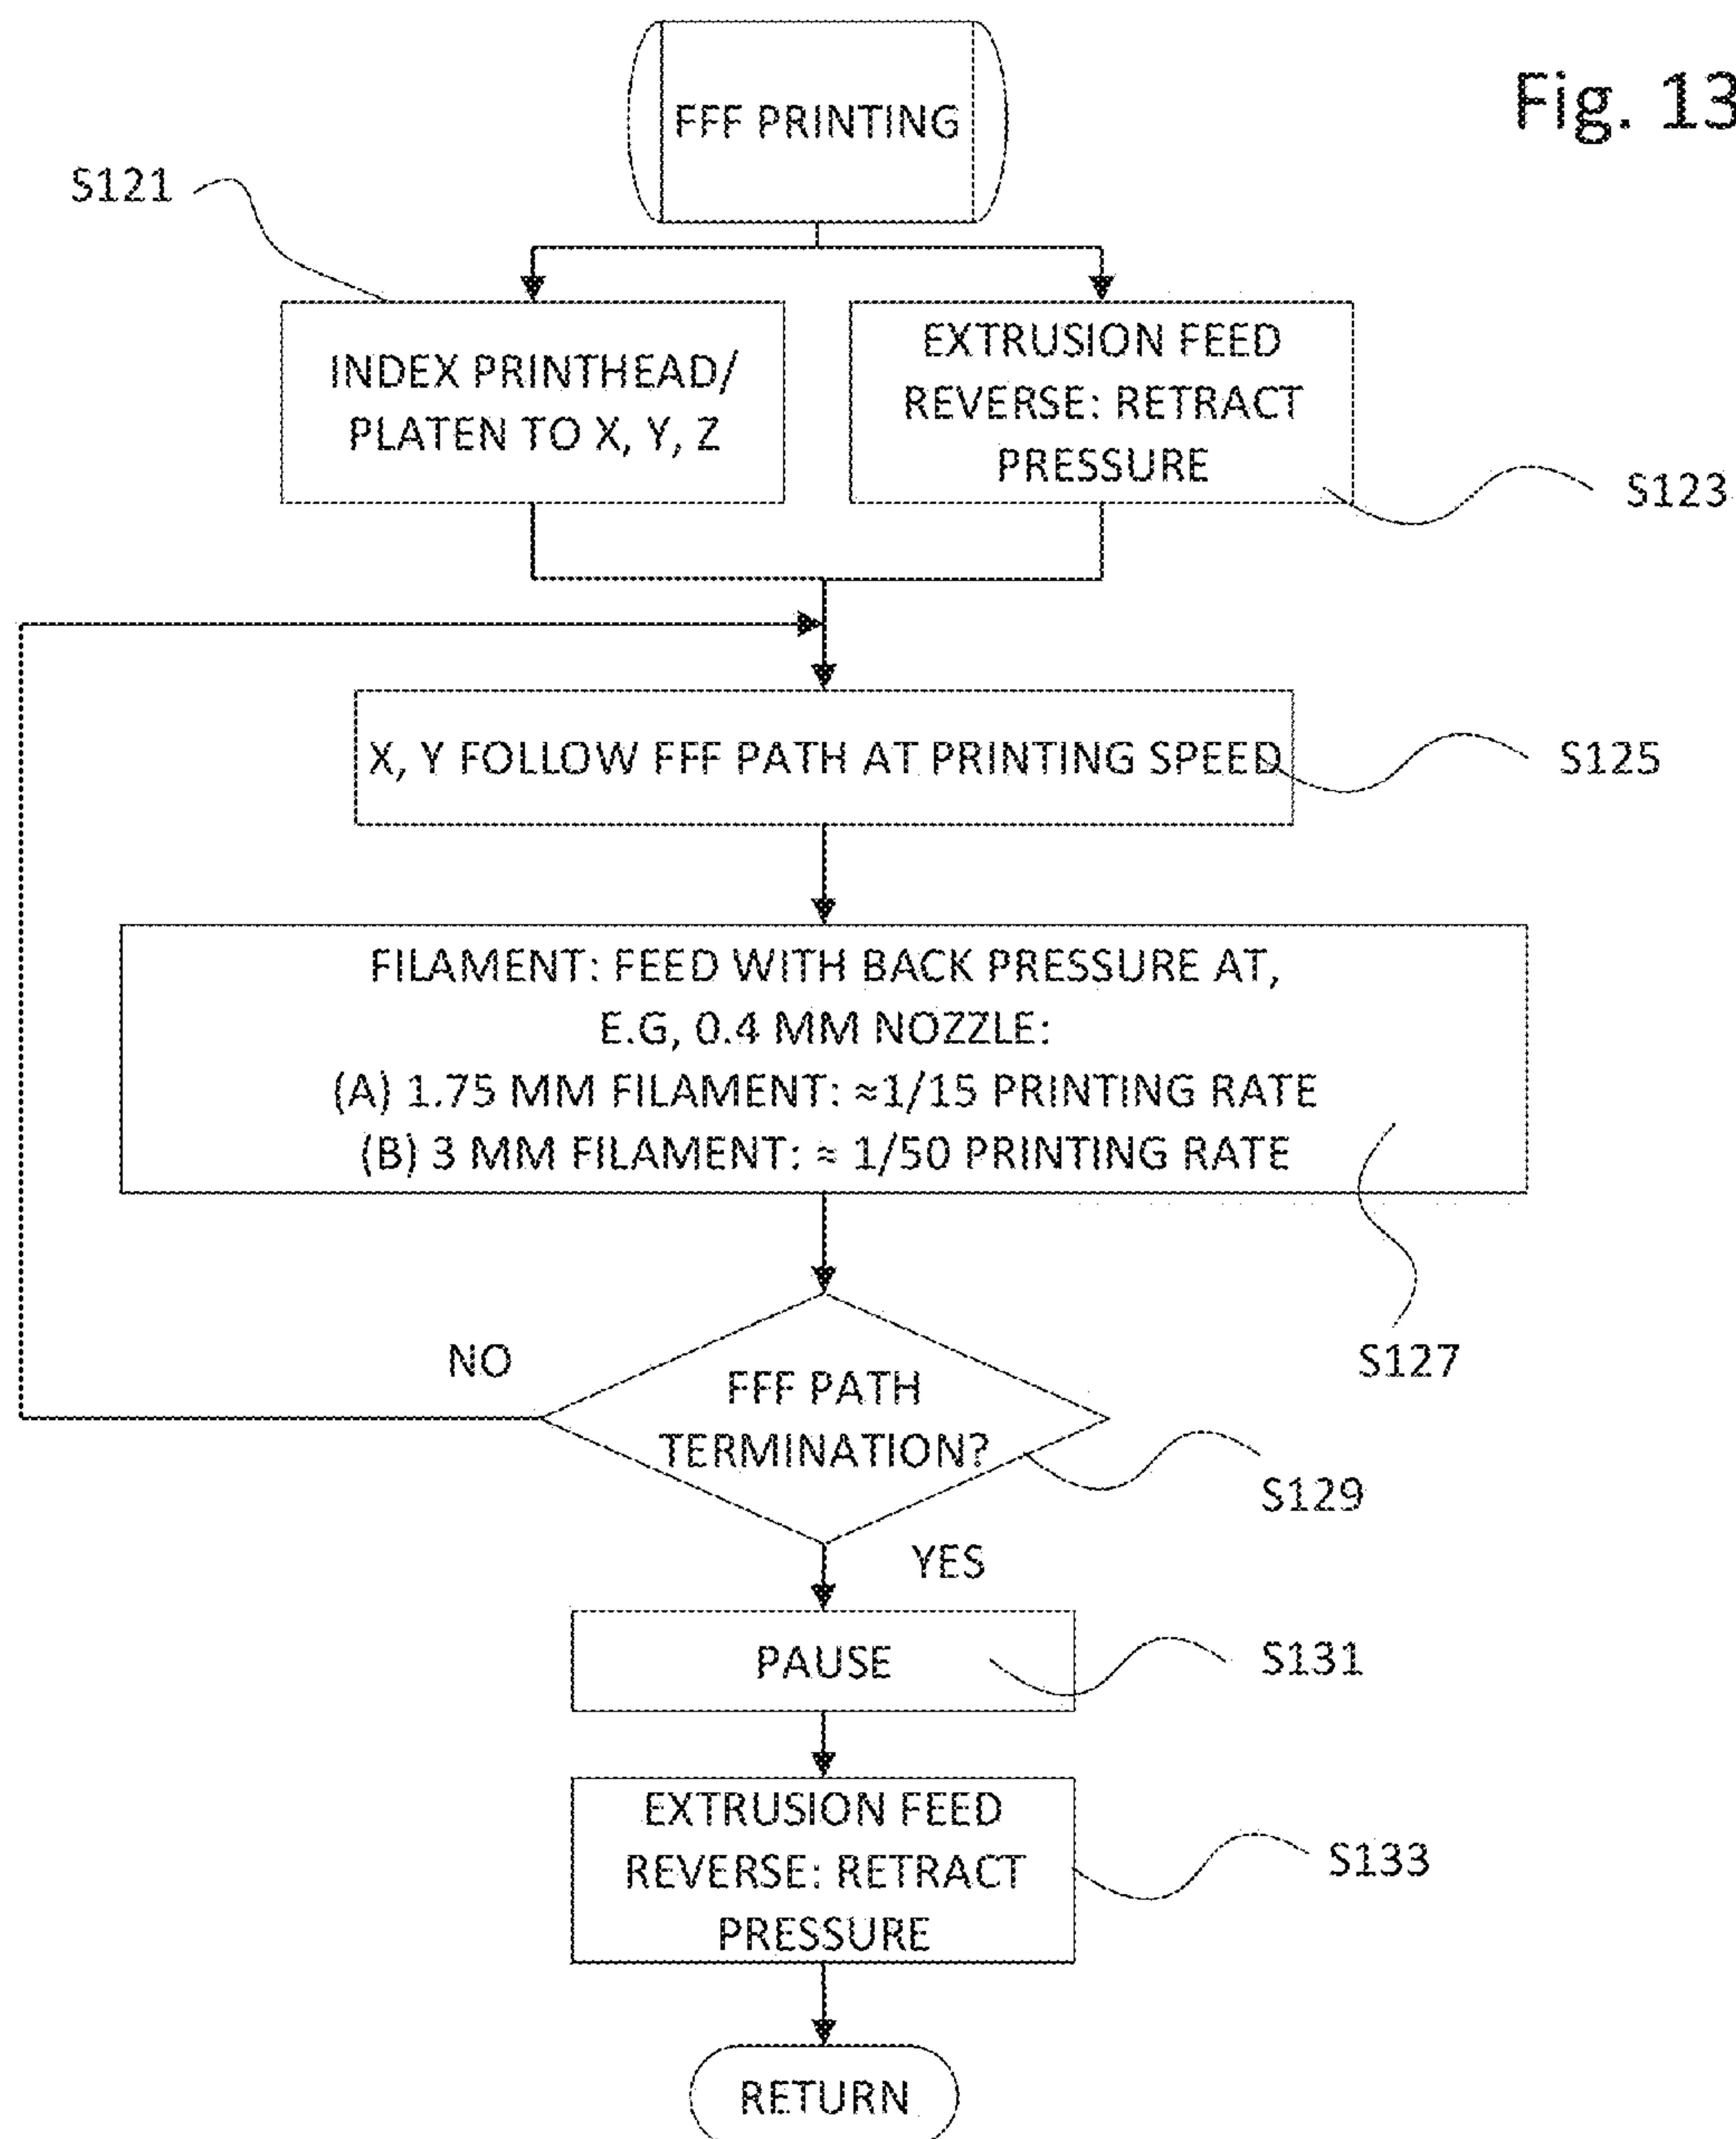 Fig. 13
FFF PRINTING
S121
INDEX PRINTHEAD/
PLATEN TO X, Y, Z
EXTRUSION FEED
REVERSE: RETRACT
PRESSURE
S123
X, Y FOLLOW FFF PATH AT PRINTING SPEED
S125
FILAMENT: FEED WITH BACK PRESSURE AT,
E.G, 0.4 MM NOZZLE:
(A) 1.75 MM FILAMENT: ≈1/15 PRINTING RATE
(B) 3 MM FILAMENT: ≈ 1/50 PRINTING RATE
S127
NO
FFF PATH
TERMINATION?
S129
YES
PAUSE
S131
EXTRUSION FEED
REVERSE: RETRACT
PRESSURE
S133
RETURN